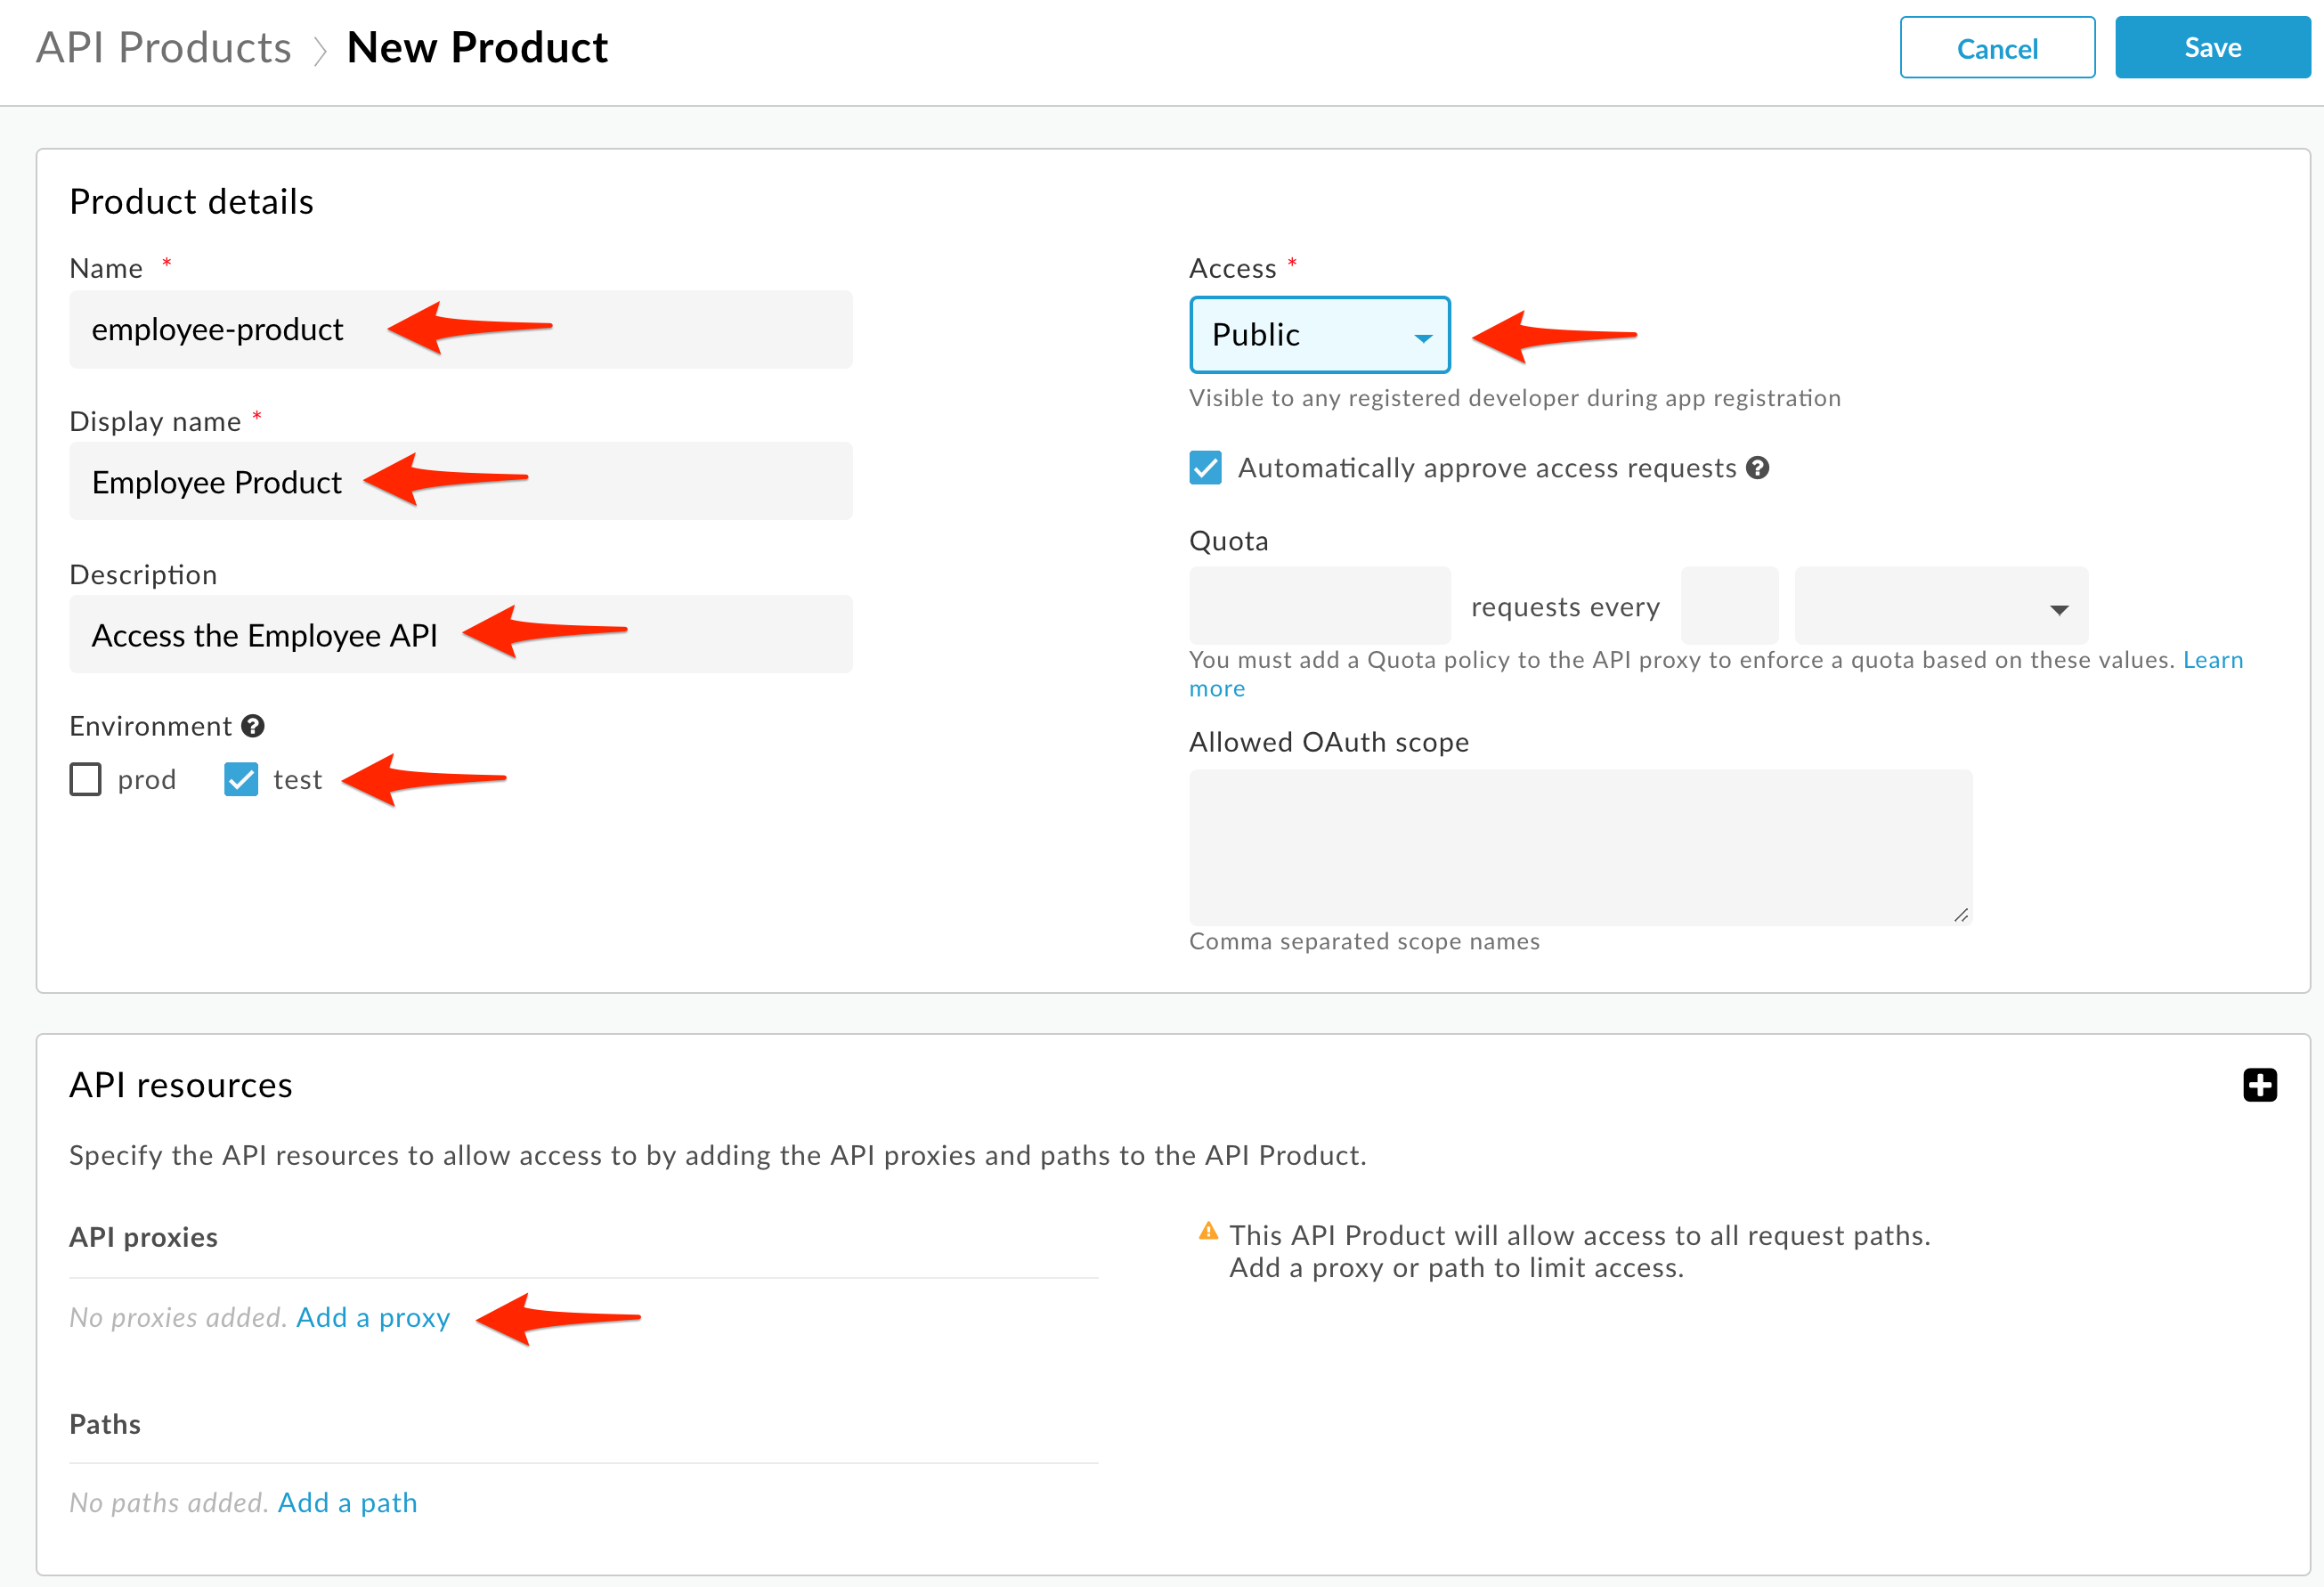 API Products > New Product
Cancel
Save
Product details
Name *
employee-product
Display name *
Employee Product
Description
Access the Employee API
Environment ?
prod
test
Access *
Public
Visible to any registered developer during app registration
Automatically approve access requests ?
Quota
requests every
You must add a Quota policy to the API proxy to enforce a quota based on these values. Learn
more
Allowed OAuth scope
Comma separated scope names
API resources
Specify the API resources to allow access to by adding the API proxies and paths to the API Product.
API proxies
No proxies added. Add a proxy
Paths
No paths added. Add a path
This API Product will allow access to all request paths.
Add a proxy or path to limit access.